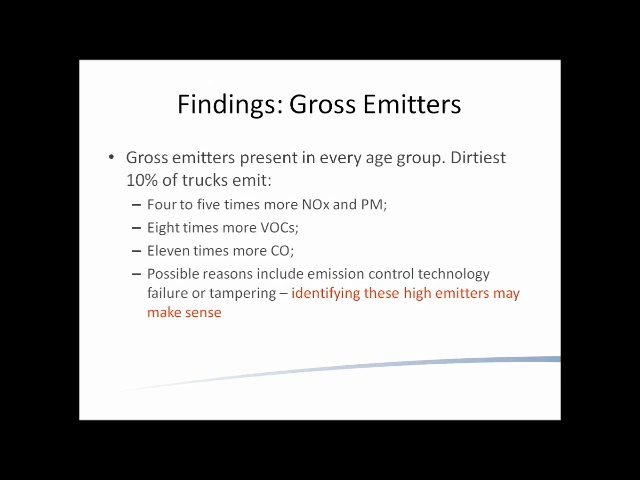 Findings: Gross Emitters
• Gross emitters present in every age group. Dirtiest
10% of trucks emit:
– Four to five times more NOx and PM;
– Eight times more VOCs;
– Eleven times more CO;
– Possible reasons include emission control technology
failure or tampering – identifying these high emitters may
make sense